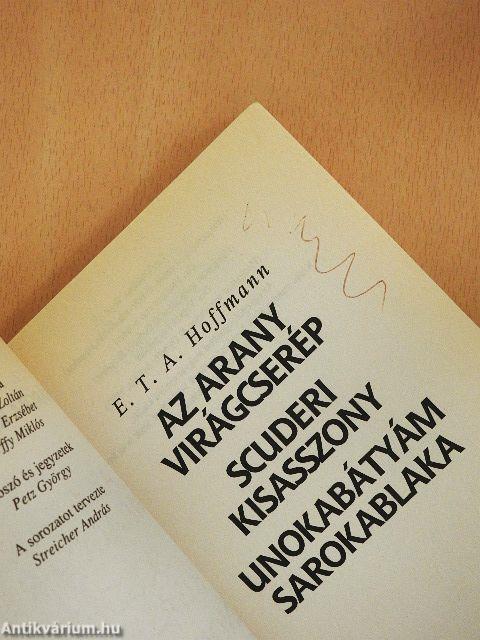 Zoltán
Erzsébet
ffy Miklós
oszó és jegyzetek
Petz György
A sorozatot tervezte
Streicher András
E. T. A. Hoffmann
AZ ARANY
VIRÁGCSERÉP
SCUDERI
KISASSZONY
UNOKABÁTYÁM
SAROKABLAKA
Antikvárium.hu